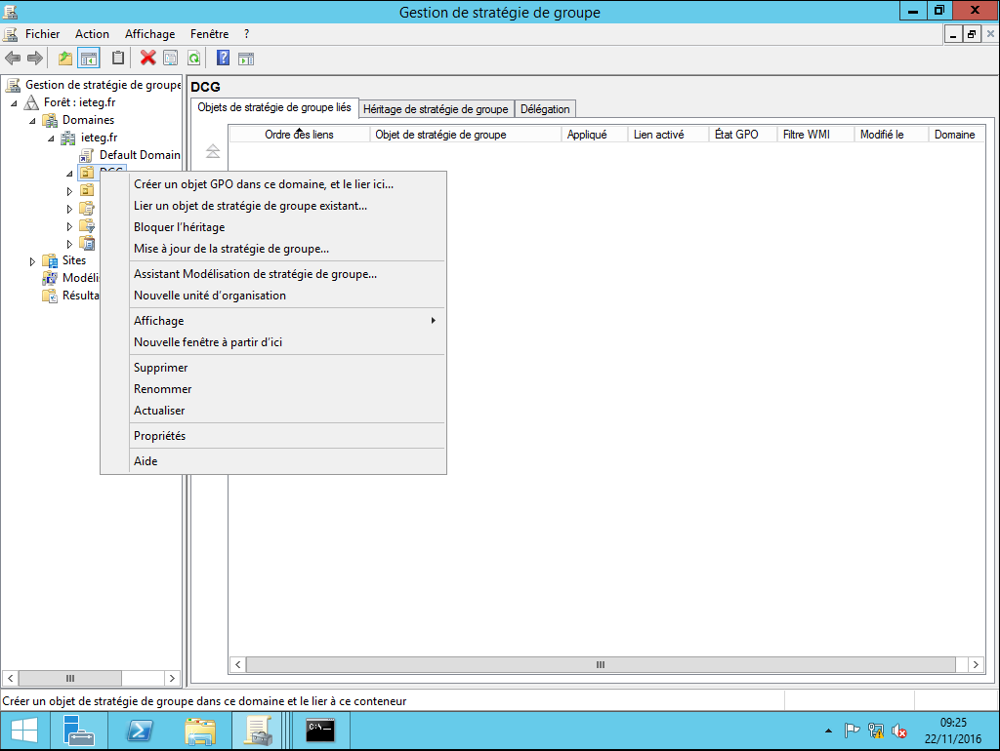 Gestion de stratégie de groupe
Fichier Action Affichage Fenêtre ?
Gestion de stratégie de groupe
Forêt : ieteg.fr
Domaines
ieteg.fr
Default Domain
DCG
Sites
Modélis
Résulta
DCG
Objets de stratégie de groupe liés Héritage de stratégie de groupe Délégation
Ordre des liens Objet de stratégie de groupe Appliqué Lien activé État GPO Filtre WMI Modifié le Domaine
Créer un objet GPO dans ce domaine, et le lier ici...
Lier un objet de stratégie de groupe existant...
Bloquer l'héritage
Mise à jour de la stratégie de groupe...
Assistant Modélisation de stratégie de groupe...
Nouvelle unité d'organisation
Affichage
Nouvelle fenêtre à partir d'ici
Supprimer
Renommer
Actualiser
Propriétés
Aide
Créer un objet de stratégie de groupe dans ce domaine et le lier à ce conteneur
C:\_
09:25
22/11/2016